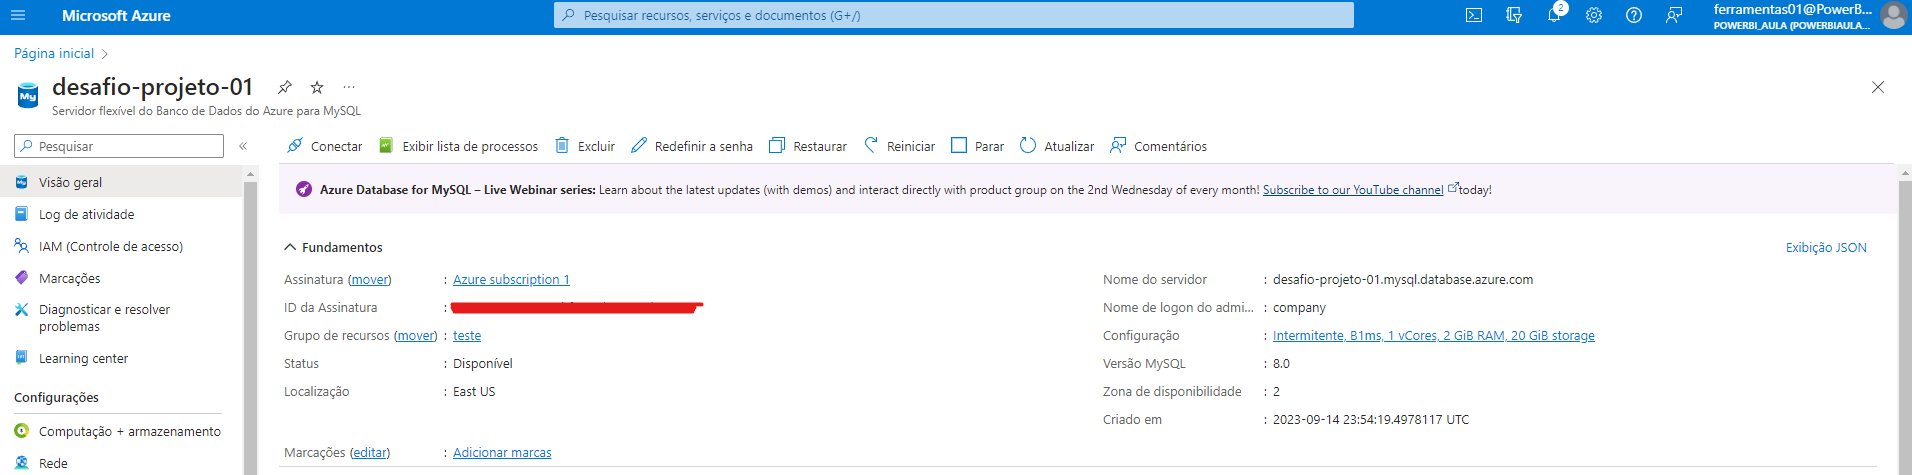 Microsoft Azure
Pesquisar recursos, serviços e documentos (G+/)
2
ferramentas01@PowerB...
POWERBI_AULA (POWERBIAULA...
Página inicial
desafio-projeto-01
Servidor flexível do Banco de Dados do Azure para MySQL
Pesquisar
Conectar Exibir lista de processos Excluir Redefinir a senha Restaurar Reiniciar Parar Atualizar Comentários
Visão geral
Log de atividade
IAM (Controle de acesso)
Marcações
Diagnosticar e resolver
problemas
Learning center
Configurações
Computação + armazenamento
Rede
Azure Database for MySQL – Live Webinar series: Learn about the latest updates (with demos) and interact directly with product group on the 2nd Wednesday of every month! Subscribe to our YouTube channel today!
Fundamentos
Exibição JSON
Assinatura (mover) : Azure subscription 1
ID da Assinatura :
Grupo de recursos (mover) : teste
Status : Disponível
Localização : East US
Nome do servidor : desafio-projeto-01.mysql.database.azure.com
Nome de logon do admi... : company
Configuração : Intermitente, B1ms, 1 vCores, 2 GiB RAM, 20 GiB storage
Versão MySQL : 8.0
Zona de disponibilidade : 2
Criado em : 2023-09-14 23:54:19.4978117 UTC
Marcações (editar) : Adicionar marcas